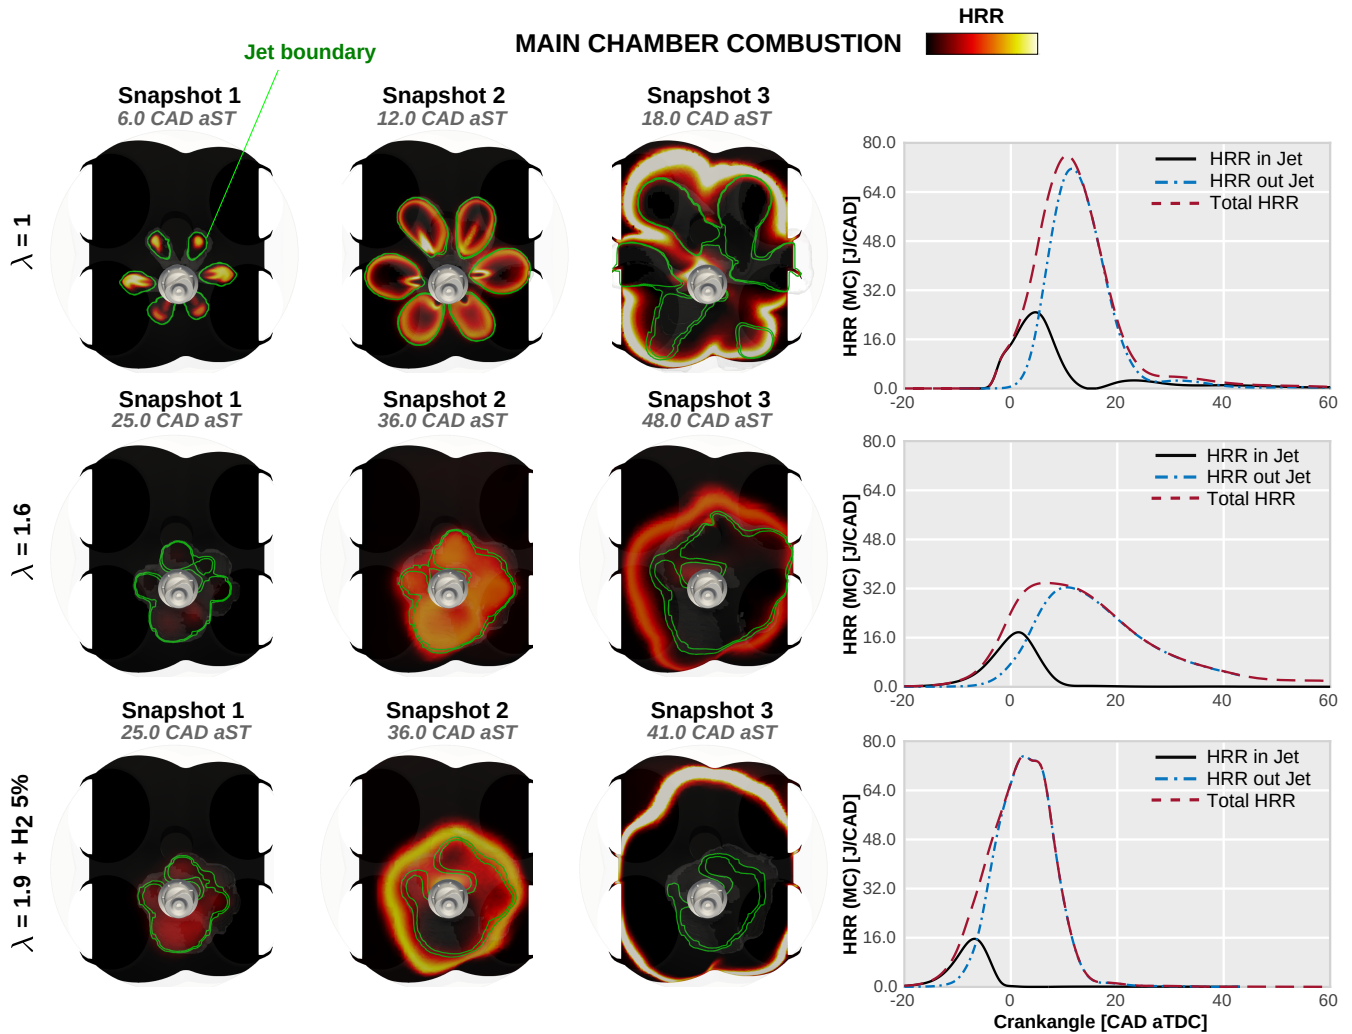 HRR
MAIN CHAMBER COMBUSTION
Jet boundary
Snapshot 1
6.0 CAD aST
Snapshot 2
12.0 CAD aST
Snapshot 3
18.0 CAD aST
λ = 1
HRR (MC) [J/CAD]
80.0
64.0
48.0
32.0
16.0
0.0
-20
0
20
40
60
HRR in Jet
HRR out Jet
Total HRR
Snapshot 1
25.0 CAD aST
Snapshot 2
36.0 CAD aST
Snapshot 3
48.0 CAD aST
λ = 1.6
HRR (MC) [J/CAD]
80.0
64.0
48.0
32.0
16.0
0.0
-20
0
20
40
60
HRR in Jet
HRR out Jet
Total HRR
Snapshot 1
25.0 CAD aST
Snapshot 2
36.0 CAD aST
Snapshot 3
41.0 CAD aST
λ = 1.9 + H2 5%
HRR (MC) [J/CAD]
80.0
64.0
48.0
32.0
16.0
0.0
-20
0
20
40
60
HRR in Jet
HRR out Jet
Total HRR
Crankangle [CAD aTDC]